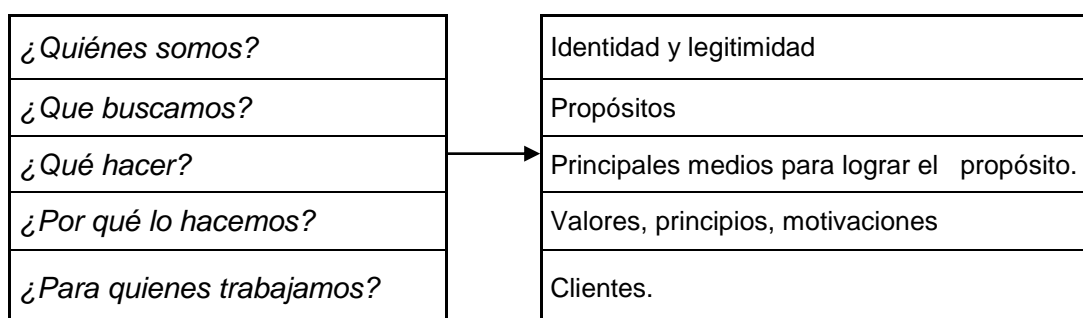 ¿Quiénes somos?
Identidad y legitimidad
¿Que buscamos?
Propósitos
¿Qué hacer?
Principales medios para lograr el propósito.
¿Por qué lo hacemos?
Valores, principios, motivaciones
¿Para quienes trabajamos?
Clientes.